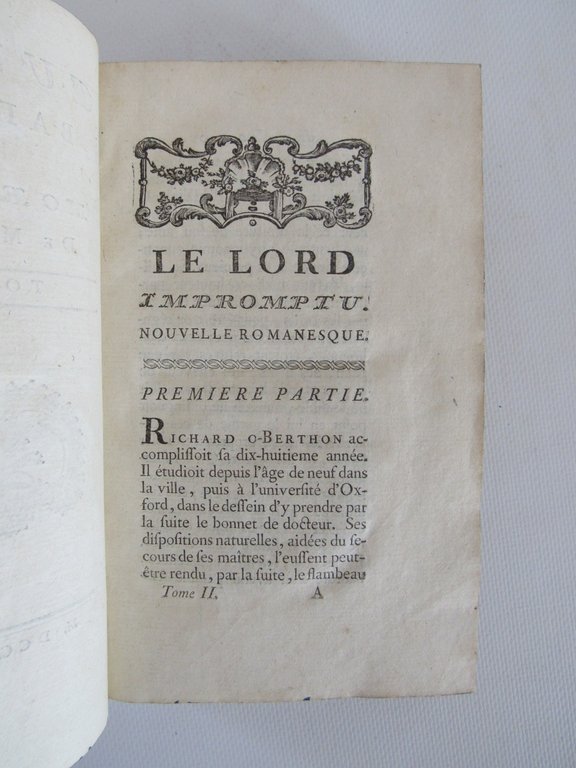 LE LORD
IMPROMPTU.
NOUVELLE ROMANESQUE.
PREMIERE PARTIE.
RICHARD O-BERTHON ac-
compliſſoit ſa dix-huitieme année.
Il étudioit depuis l'âge de neuf dans
la ville, puis à l'univerſité d'Ox-
ford, dans le deſſein d'y prendre par
la ſuite le bonnet de docteur. Ses
diſpoſitions naturelles, aidées du ſe-
cours de ſes maîtres, l'euſſent peut-
être rendu, par la ſuite, le flambeau
Tome II. A